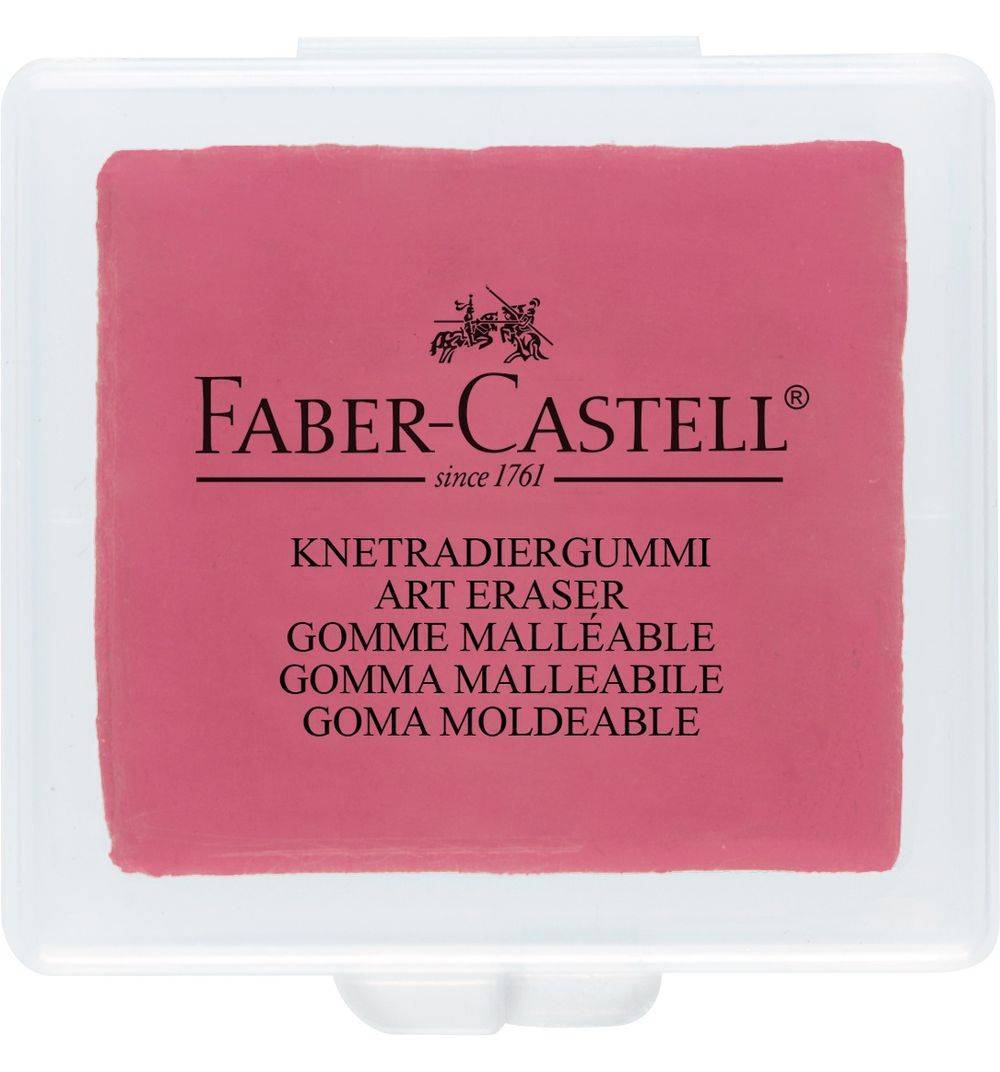 FABER-CASTELL®
since 1761
KNETRADIERGUMMI
ART ERASER
GOMME MALLÉABLE
GOMMA MALLEABILE
GOMA MOLDEABLE